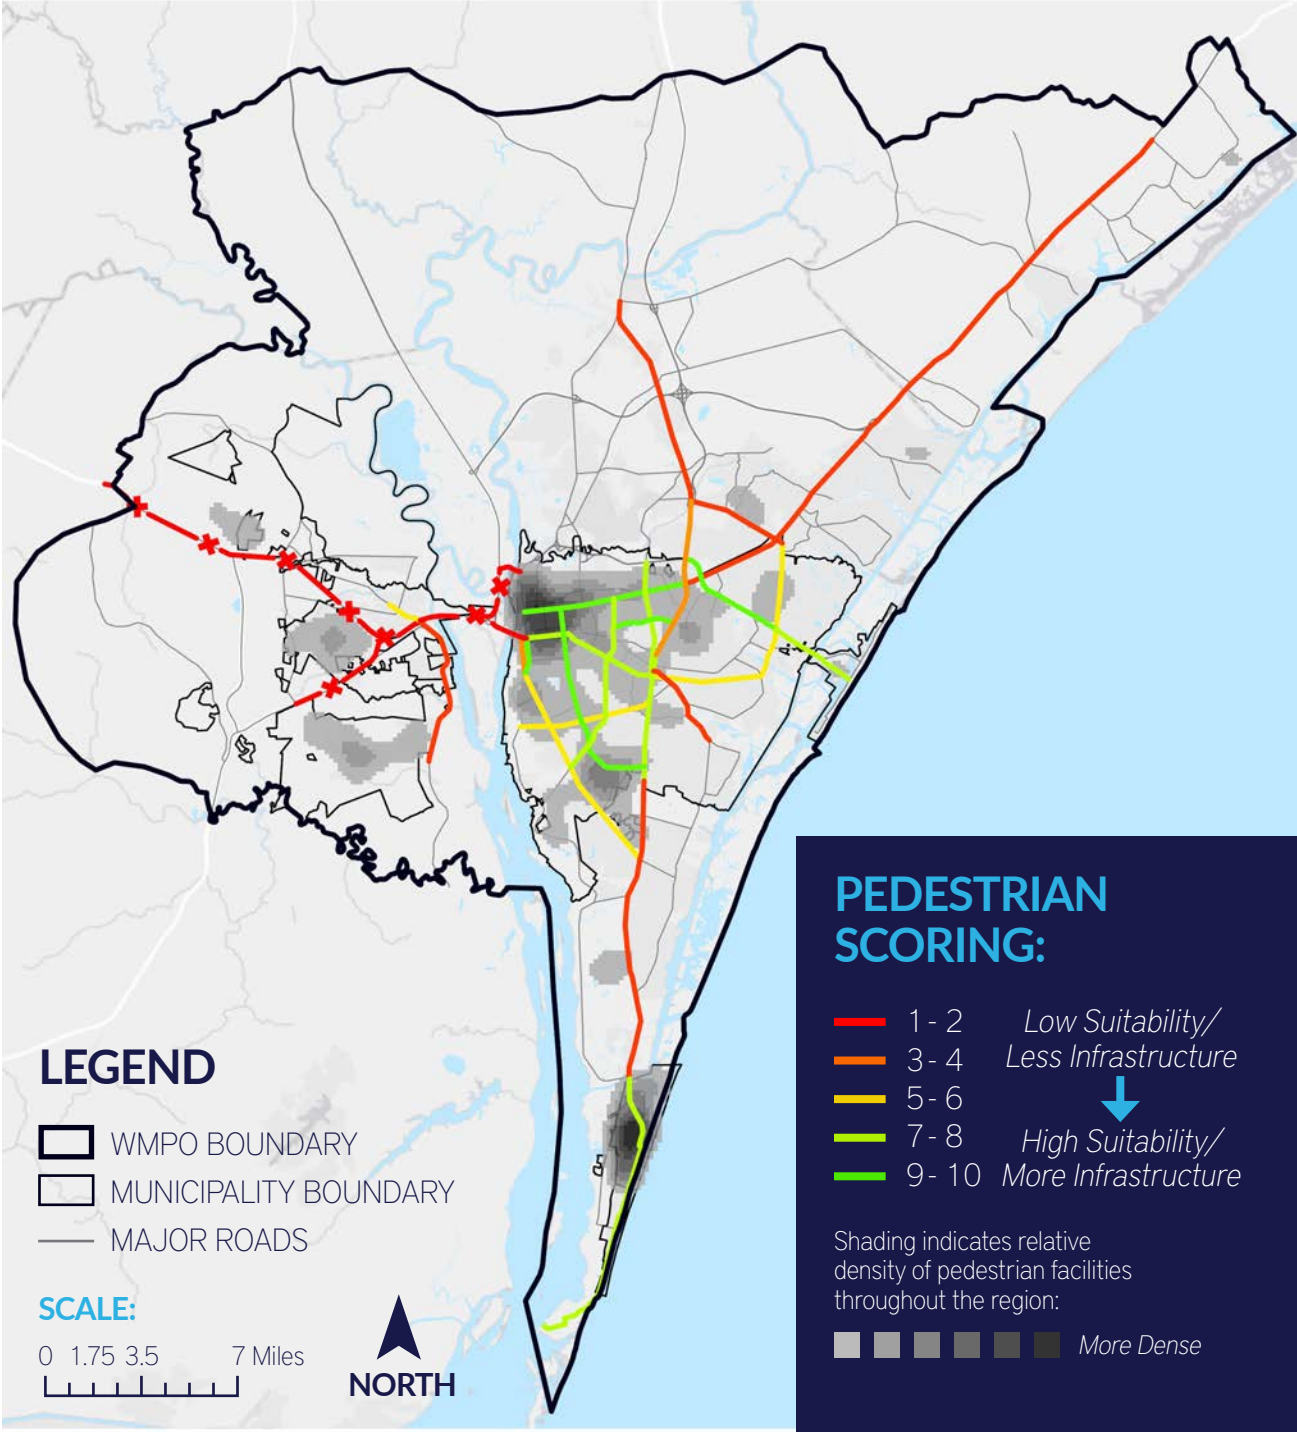 PEDESTRIAN
SCORING:
1 - 2
Low Suitability/
3 - 4
Less Infrastructure
5 - 6
7 - 8
High Suitability/
9 - 10
More Infrastructure
Shading indicates relative
density of pedestrian facilities
throughout the region:
More Dense
LEGEND
WMPO BOUNDARY
MUNICIPALITY BOUNDARY
MAJOR ROADS
SCALE:
0 1.75 3.5 7 Miles
NORTH